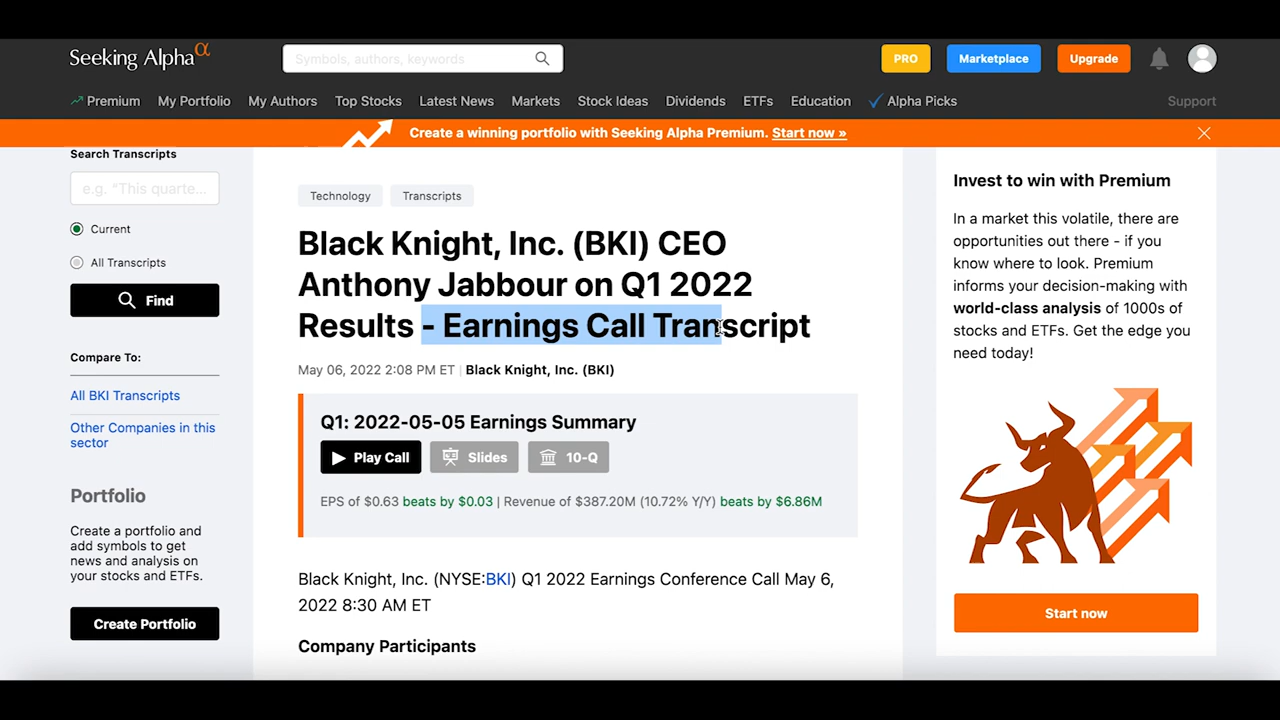 Seeking Alpha α
Symbols, authors, keywords
PRO
Marketplace
Upgrade
Premium My Portfolio My Authors Top Stocks Latest News Markets Stock Ideas Dividends ETFs Education Alpha Picks Support
Create a winning portfolio with Seeking Alpha Premium. Start now »
Search Transcripts
e.g. "This quarte...
Current
All Transcripts
Find
Compare To:
All BKI Transcripts
Other Companies in this
sector
Portfolio
Create a portfolio and
add symbols to get
news and analysis on
your stocks and ETFs.
Create Portfolio
Technology Transcripts
Black Knight, Inc. (BKI) CEO
Anthony Jabbour on Q1 2022
Results - Earnings Call Transcript
May 06, 2022 2:08 PM ET | Black Knight, Inc. (BKI)
Q1: 2022-05-05 Earnings Summary
Play Call Slides 10-Q
EPS of $0.63 beats by $0.03 | Revenue of $387.20M (10.72% Y/Y) beats by $6.86M
Black Knight, Inc. (NYSE:BKI) Q1 2022 Earnings Conference Call May 6,
2022 8:30 AM ET
Company Participants
Invest to win with Premium
In a market this volatile, there are
opportunities out there - if you
know where to look. Premium
informs your decision-making with
world-class analysis of 1000s of
stocks and ETFs. Get the edge you
need today!
Start now